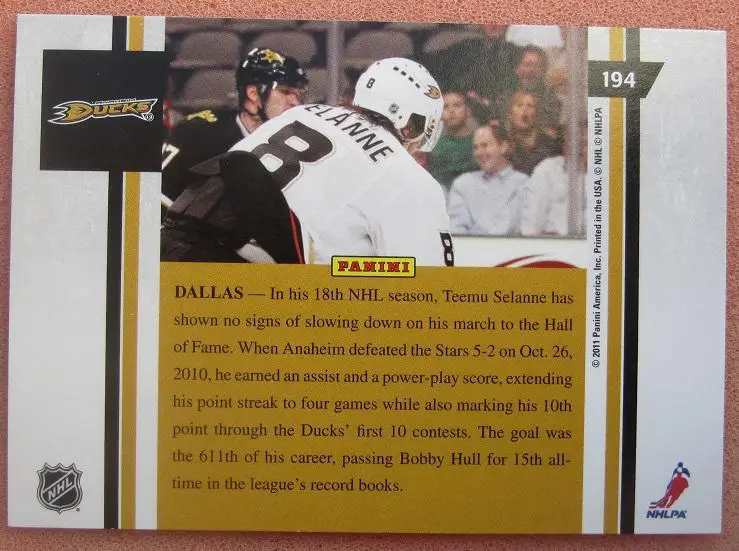 DUCKS
8
ELANNE
8
8
194
PANINI
DALLAS — In his 18th NHL season, Teemu Selanne has
shown no signs of slowing down on his march to the Hall
of Fame. When Anaheim defeated the Stars 5-2 on Oct. 26,
2010, he earned an assist and a power-play score, extending
his point streak to four games while also marking his 10th
point through the Ducks' first 10 contests. The goal was
the 611th of his career, passing Bobby Hull for 15th all-
time in the league's record books.
© 2011 Panini America, Inc. Printed in the USA. © NHL © NHLPA
NHL
NHLPA